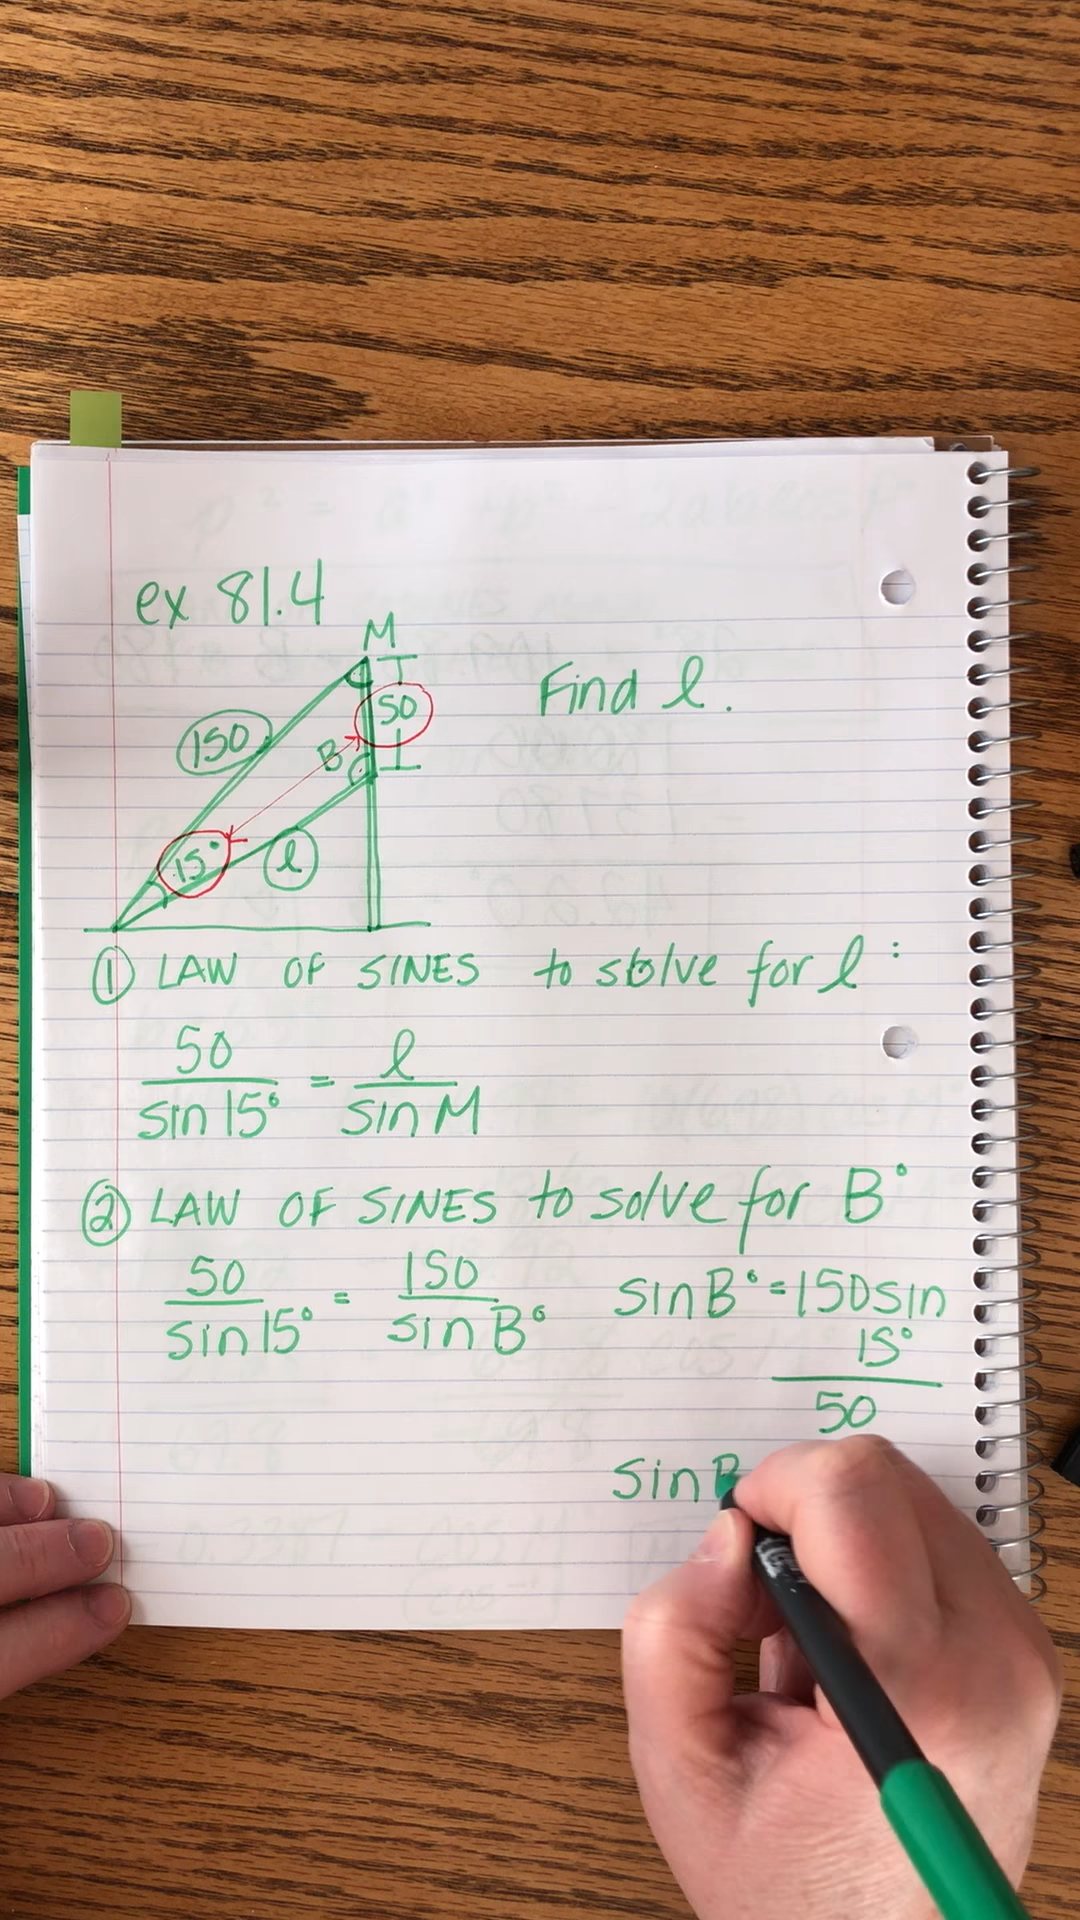 ex 81.4
M
50
Find l.
150
B
15°
l
① LAW OF SINES to solve for l:
50 = l
sin 15° sin M
② LAW OF SINES to solve for B°
50 = 150
sin 15° sin B°
sin B° = 150 sin
15°
50
sin B